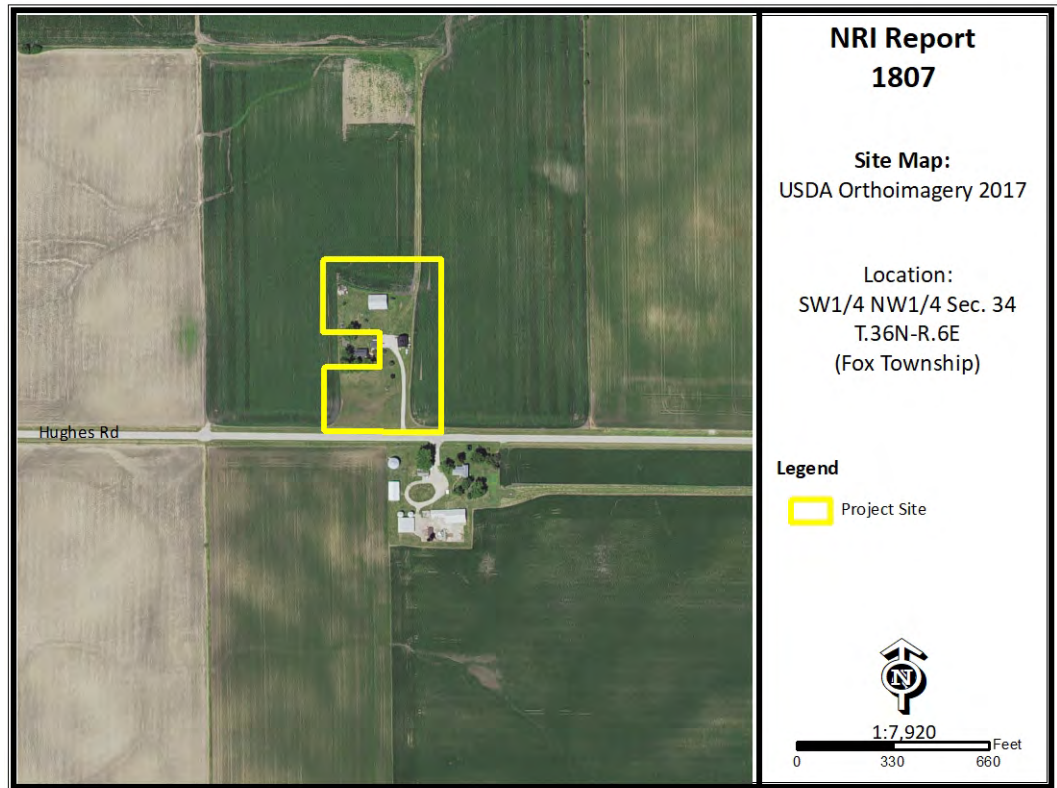 NRI Report
1807
Site Map:
USDA Orthoimagery 2017
Location:
SW1/4 NW1/4 Sec. 34
T.36N-R.6E
(Fox Township)
Hughes Rd
Legend
Project Site
N
1:7,920
Feet
0 330 660